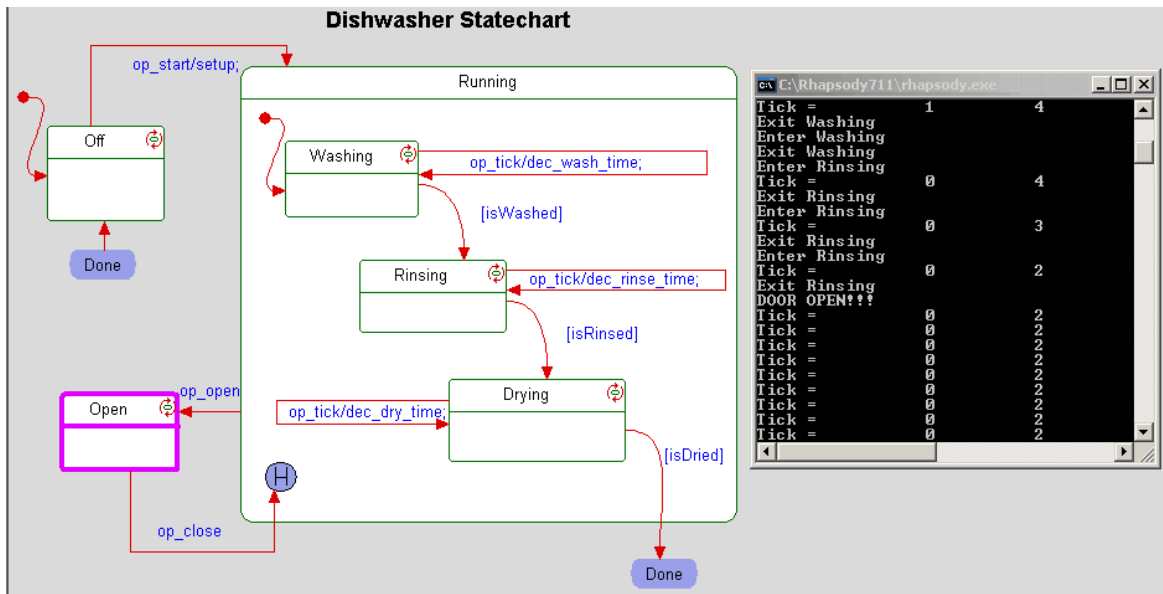 Dishwasher Statechart
op_start/setup;
Running
Off
Washing
op_tick/dec_wash_time;
[isWashed]
Done
Rinsing
op_tick/dec_rinse_time;
[isRinsed]
op_open
Open
Drying
op_tick/dec_dry_time;
[isDried]
H
op_close
Done
C:\Rhapsody711\rhapsody.exe
Tick = 1 4
Exit Washing
Enter Washing
Exit Washing
Enter Rinsing
Tick = 0 4
Exit Rinsing
Enter Rinsing
Tick = 0 3
Exit Rinsing
Enter Rinsing
Tick = 0 2
Exit Rinsing
DOOR OPEN!!!
Tick = 0 2
Tick = 0 2
Tick = 0 2
Tick = 0 2
Tick = 0 2
Tick = 0 2
Tick = 0 2
Tick = 0 2
Tick = 0 2